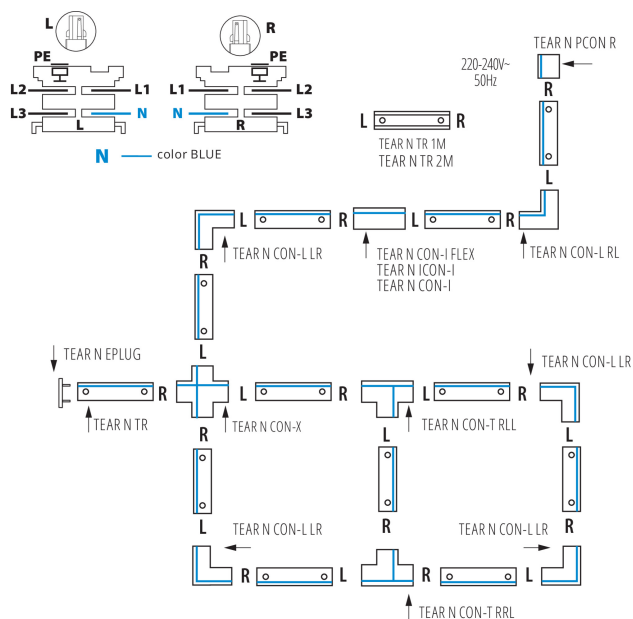 L
R
PE
PE
L2
L1
L1
L2
L3
N
N
L3
L
R
N
color BLUE
TEAR N PCON R
220-240V~
50Hz
R
L
R
TEAR N TR 1M
TEAR N TR 2M
L
L
R
L
R
TEAR N CON-L LR
TEAR N CON-I FLEX
TEAR N ICON-I
TEAR N CON-I
TEAR N CON-L RL
R
L
TEAR N EPLUG
TEAR N CON-L LR
R
L
R
L
R
TEAR N TR
TEAR N CON-X
TEAR N CON-T RLL
R
L
L
L
R
R
TEAR N CON-L LR
TEAR N CON-L LR
R
L
R
L
TEAR N CON-T RRL